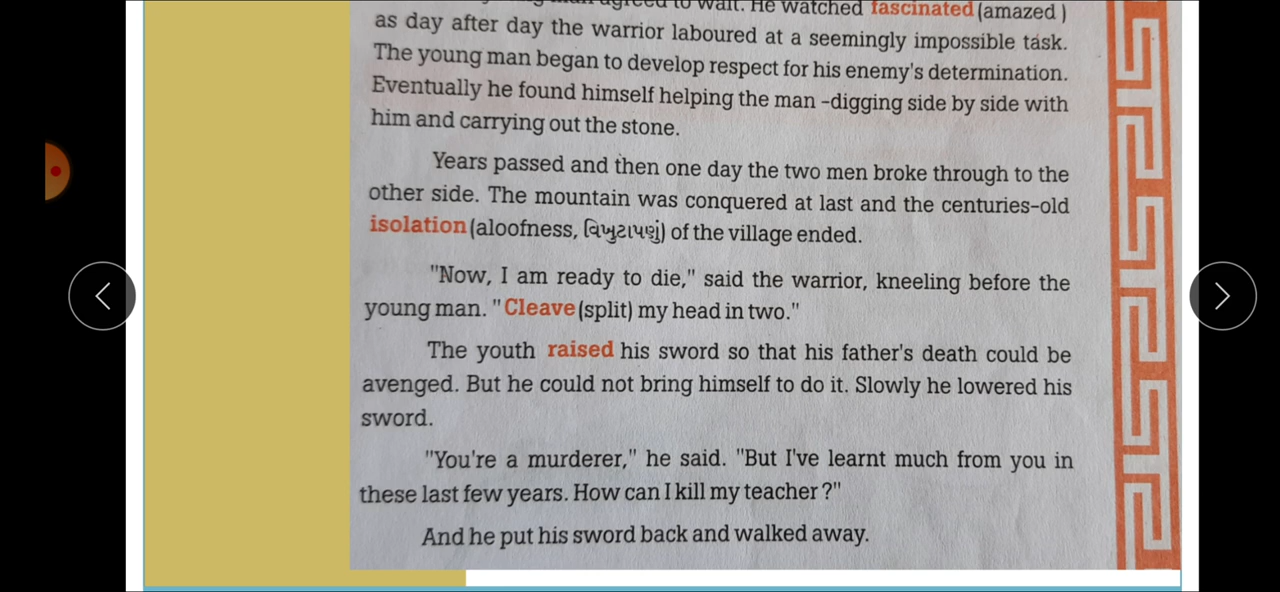 to wait. He watched fascinated (amazed )
as day after day the warrior laboured at a seemingly impossible task.
The young man began to develop respect for his enemy's determination.
Eventually he found himself helping the man -digging side by side with
him and carrying out the stone.
Years passed and then one day the two men broke through to the
other side. The mountain was conquered at last and the centuries-old
isolation (aloofness, વિખુટાપણું) of the village ended.
"Now, I am ready to die," said the warrior, kneeling before the
young man. "Cleave (split) my head in two."
The youth raised his sword so that his father's death could be
avenged. But he could not bring himself to do it. Slowly he lowered his
sword.
"You're a murderer," he said. "But I've learnt much from you in
these last few years. How can I kill my teacher ?"
And he put his sword back and walked away.